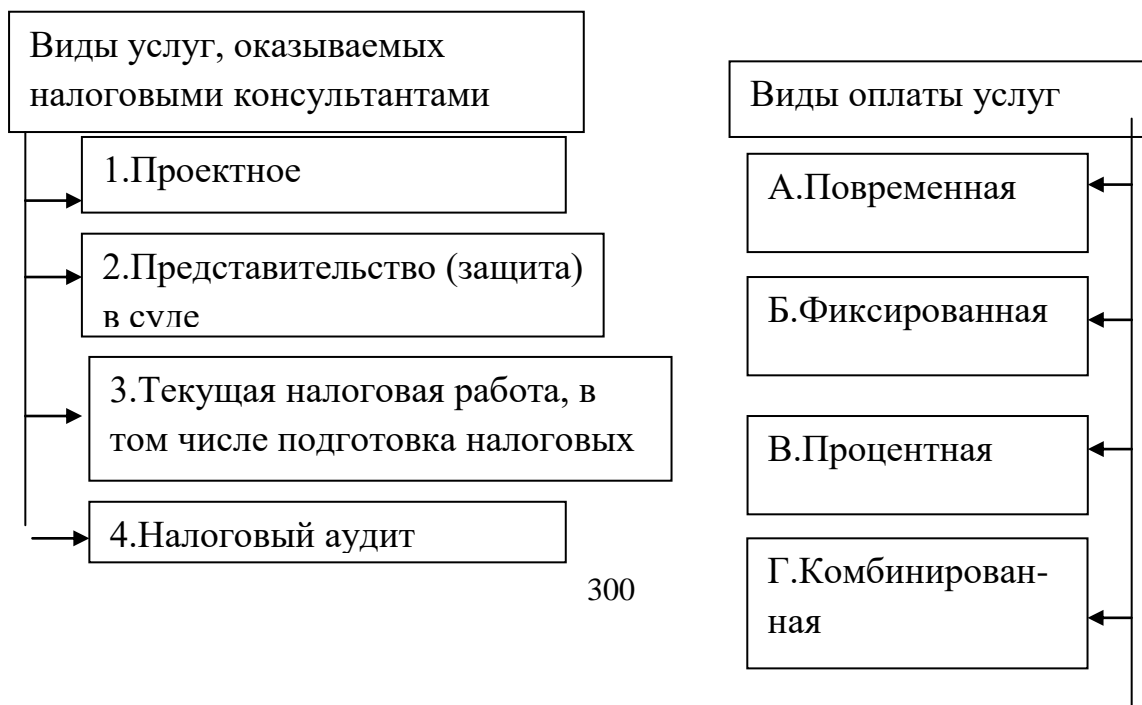 Виды услуг, оказываемых
налоговыми консультантами
1.Проектное
2.Представительство (защита)
в суде
3.Текущая налоговая работа, в
том числе подготовка налоговых
4.Налоговый аудит
300
Виды оплаты услуг
А.Повременная
Б.Фиксированная
В.Процентная
Г.Комбинирован-
ная